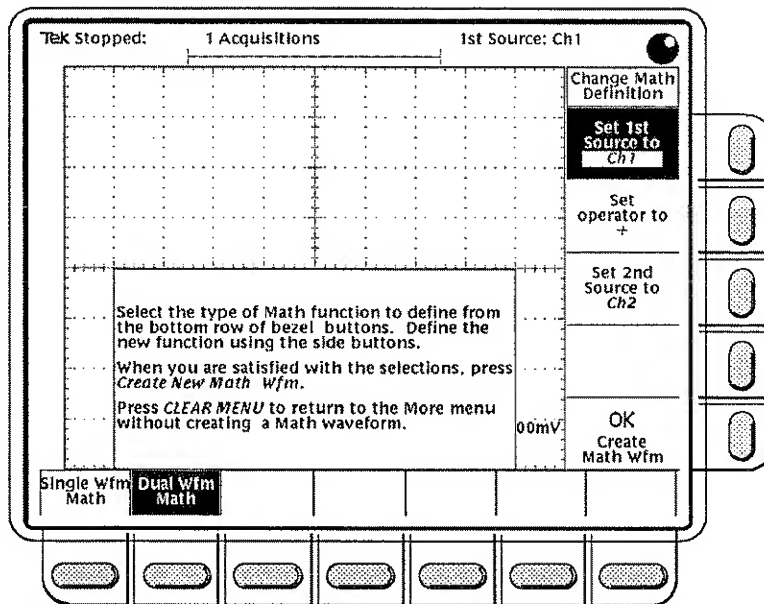 Tek Stopped: 1 Acquisitions 1st Source: Ch1
Change Math
Definition
Set 1st
Source to
Ch1
Set
operator to
+
Set 2nd
Source to
Ch2
Select the type of Math function to define from
the bottom row of bezel buttons. Define the
new function using the side buttons.
When you are satisfied with the selections, press
Create New Math Wfm.
Press CLEAR MENU to return to the More menu
without creating a Math waveform.
00mV
OK
Create
Math Wfm
Single Wfm
Math
Dual Wfm
Math